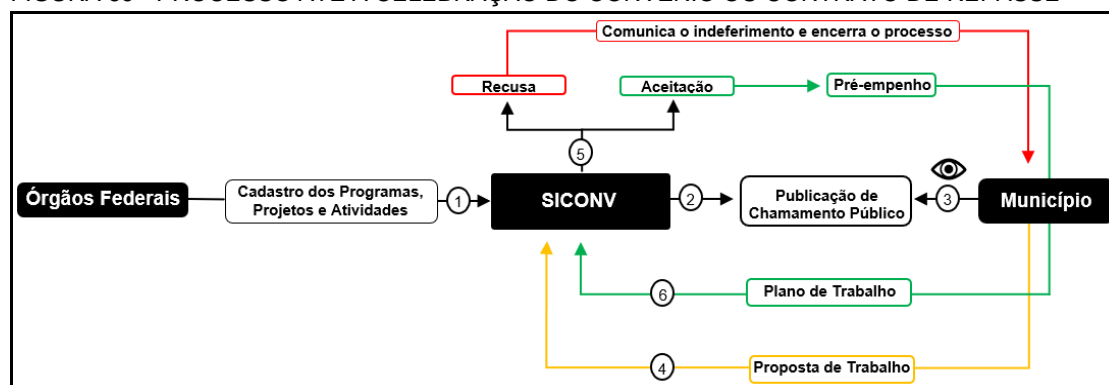 Comunica o indeferimento e encerra o processo
Recusa
Aceitação
Pré-empenho
5
Órgãos Federais
Cadastro dos Programas,
Projetos e Atividades
1
SICONV
2
Publicação de
Chamamento Público
3
Município
6
Plano de Trabalho
4
Proposta de Trabalho